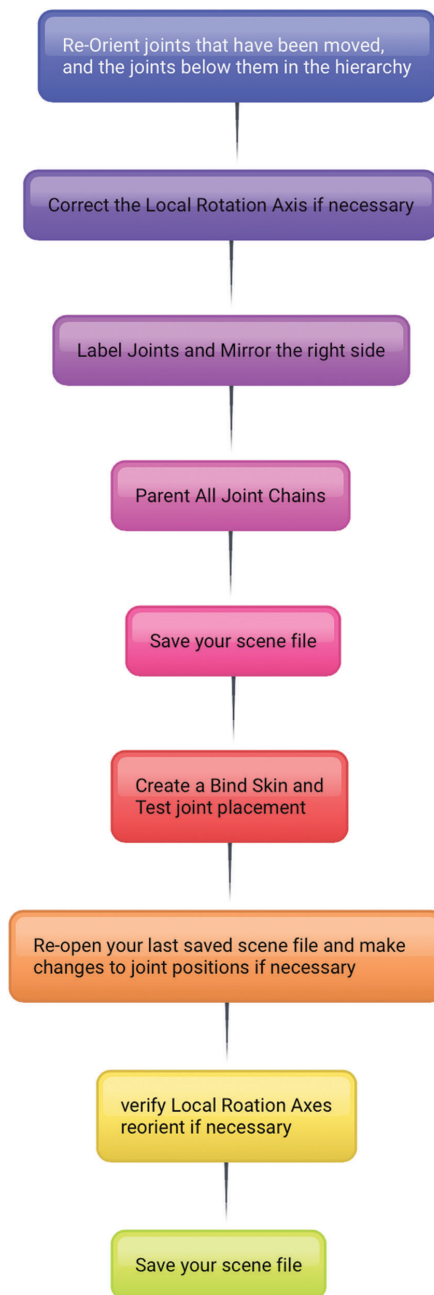 Re-Orient joints that have been moved,
and the joints below them in the hierarchy
Correct the Local Rotation Axis if necessary
Label Joints and Mirror the right side
Parent All Joint Chains
Save your scene file
Create a Bind Skin and
Test joint placement
Re-open your last saved scene file and make
changes to joint positions if necessary
verify Local Roation Axes
reorient if necessary
Save your scene file